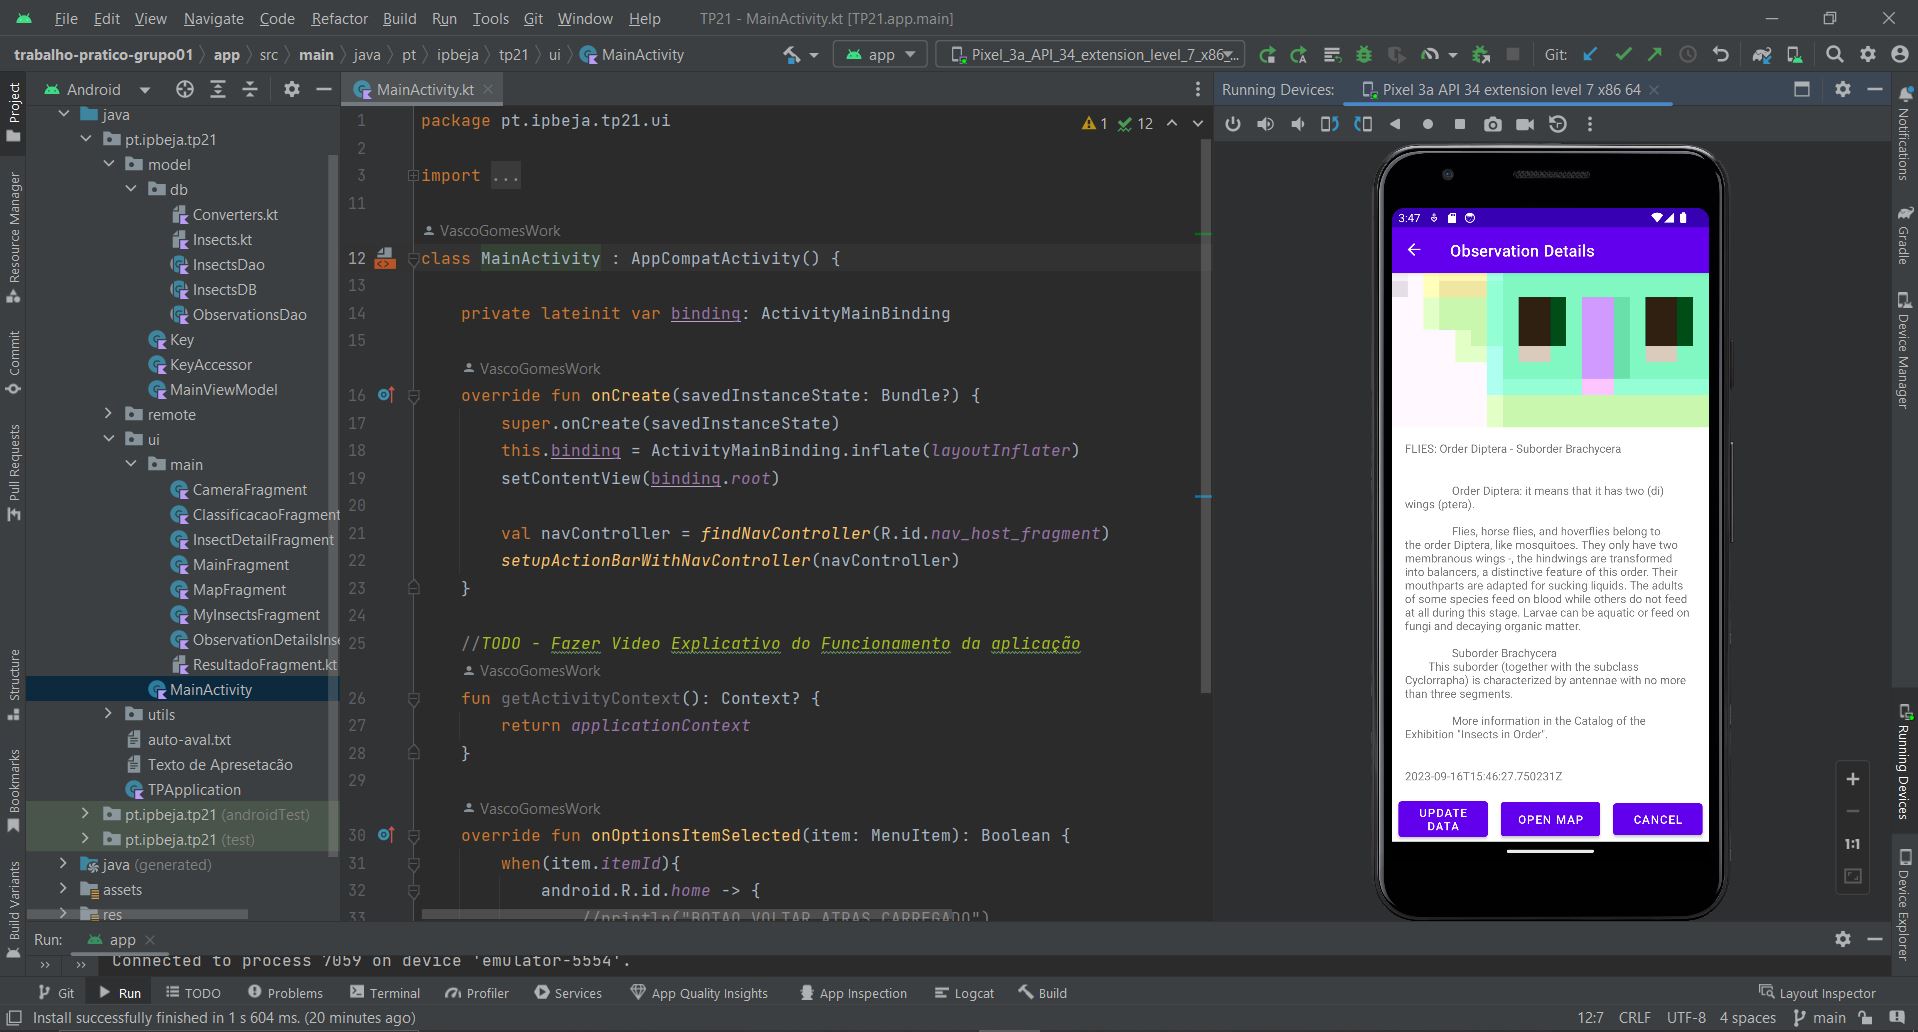 File Edit View Navigate Code Refactor Build Run Tools Git Window Help TP21 - MainActivity.kt [TP21.app.main]
trabalho-pratico-grupo01 app src main java pt ipbeja tp21 ui MainActivity app Pixel_3a_API_34_extension_level_7_x86... Git:
Android
MainActivity.kt
Running Devices: Pixel 3a API 34 extension level 7 x86 64
Project
Resource Manager
Commit
Pull Requests
Structure
Bookmarks
Build Variants
java
pt.ipbeja.tp21
model
db
Converters.kt
Insects.kt
InsectsDao
InsectsDB
ObservationsDao
Key
KeyAccessor
MainViewModel
remote
ui
main
CameraFragment
ClassificacaoFragment
InsectDetailFragment
MainFragment
MapFragment
MyInsectsFragment
ObservationDetailsInse
ResultadoFragment.kt
MainActivity
utils
auto-aval.txt
Texto de Apresetacão
TPApplication
pt.ipbeja.tp21 (androidTest)
pt.ipbeja.tp21 (test)
java (generated)
assets
res
1 package pt.ipbeja.tp21.ui
1 12
2
3 import ...
11
VascoGomesWork
12 class MainActivity : AppCompatActivity() {
13
14 private lateinit var binding: ActivityMainBinding
15
VascoGomesWork
16 override fun onCreate(savedInstanceState: Bundle?) {
17 super.onCreate(savedInstanceState)
18 this.binding = ActivityMainBinding.inflate(layoutInflater)
19 setContentView(binding.root)
20
21 val navController = findNavController(R.id.nav_host_fragment)
22 setupActionBarWithNavController(navController)
23 }
24
25 //TODO - Fazer Video Explicativo do Funcionamento da aplicação
VascoGomesWork
26 fun getActivityContext(): Context? {
27 return applicationContext
28 }
29
VascoGomesWork
30 override fun onOptionsItemSelected(item: MenuItem): Boolean {
31 when(item.itemId){
32 android.R.id.home -> {
33 //println("BOTAO VOLTAR ATRAS CARREGADO")
3:47
Observation Details
FLIES: Order Diptera - Suborder Brachycera
Order Diptera: it means that it has two (di)
wings (ptera).
Flies, horse flies, and hoverflies belong to
the order Diptera, like mosquitoes. They only have two
membranous wings -, the hindwings are transformed
into balancers, a distinctive feature of this order. Their
mouthparts are adapted for sucking liquids. The adults
of some species feed on blood while others do not feed
at all during this stage. Larvae can be aquatic or feed on
fungi and decaying organic matter.
Suborder Brachycera
This suborder (together with the subclass
Cyclorrapha) is characterized by antennae with no more
than three segments.
More information in the Catalog of the
Exhibition "Insects in Order".
2023-09-16T15:46:27.750231Z
UPDATE
DATA
OPEN MAP
CANCEL
1:1
Notifications
Gradle
Device Manager
Running Devices
Device Explorer
Run: app
Connected to process 7059 on device 'emulator-5554'.
Git Run TODO Problems Terminal Profiler Services App Quality Insights App Inspection Logcat Build Layout Inspector
Install successfully finished in 1 s 604 ms. (20 minutes ago) 12:7 CRLF UTF-8 4 spaces main